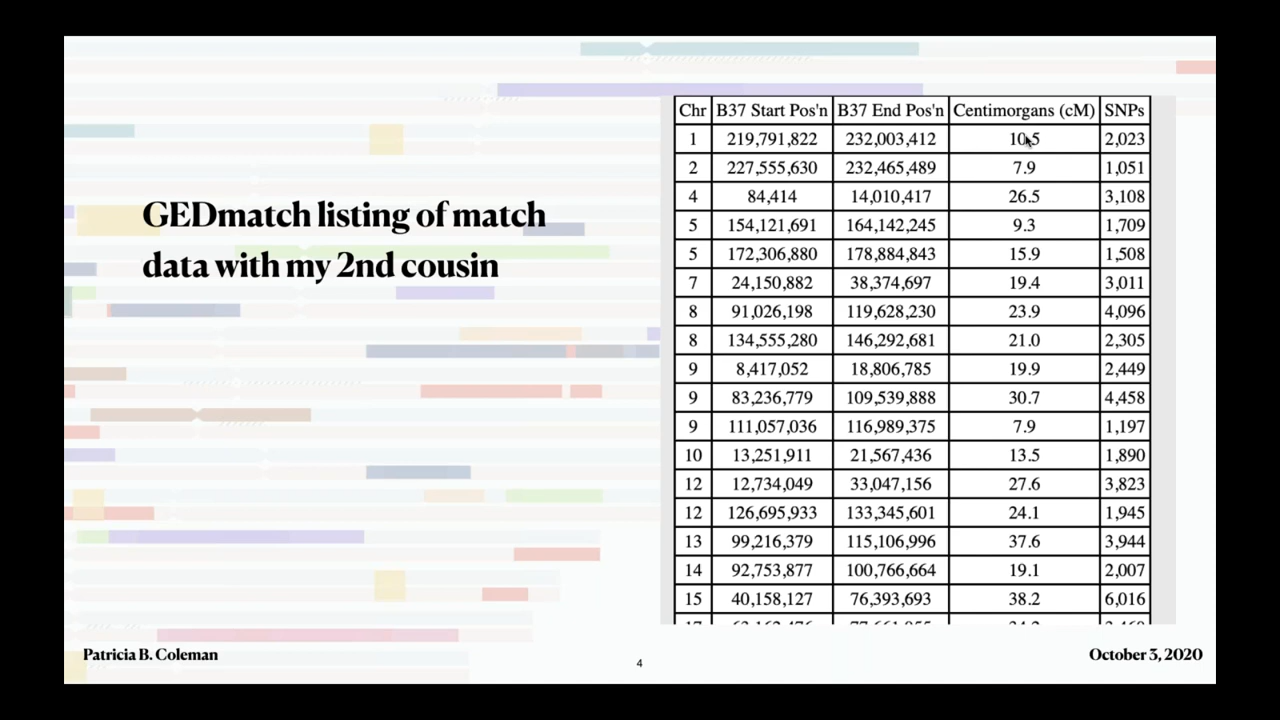 GEDmatch listing of match
data with my 2nd cousin
Chr B37 Start Pos'n B37 End Pos'n Centimorgans (cM) SNPs
1 219,791,822 232,003,412 10.5 2,023
2 227,555,630 232,465,489 7.9 1,051
4 84,414 14,010,417 26.5 3,108
5 154,121,691 164,142,245 9.3 1,709
5 172,306,880 178,884,843 15.9 1,508
7 24,150,882 38,374,697 19.4 3,011
8 91,026,198 119,628,230 23.9 4,096
8 134,555,280 146,292,681 21.0 2,305
9 8,417,052 18,806,785 19.9 2,449
9 83,236,779 109,539,888 30.7 4,458
9 111,057,036 116,989,375 7.9 1,197
10 13,251,911 21,567,436 13.5 1,890
12 12,734,049 33,047,156 27.6 3,823
12 126,695,933 133,345,601 24.1 1,945
13 99,216,379 115,106,996 37.6 3,944
14 92,753,877 100,766,664 19.1 2,007
15 40,158,127 76,393,693 38.2 6,016
Patricia B. Coleman
4
October 3, 2020